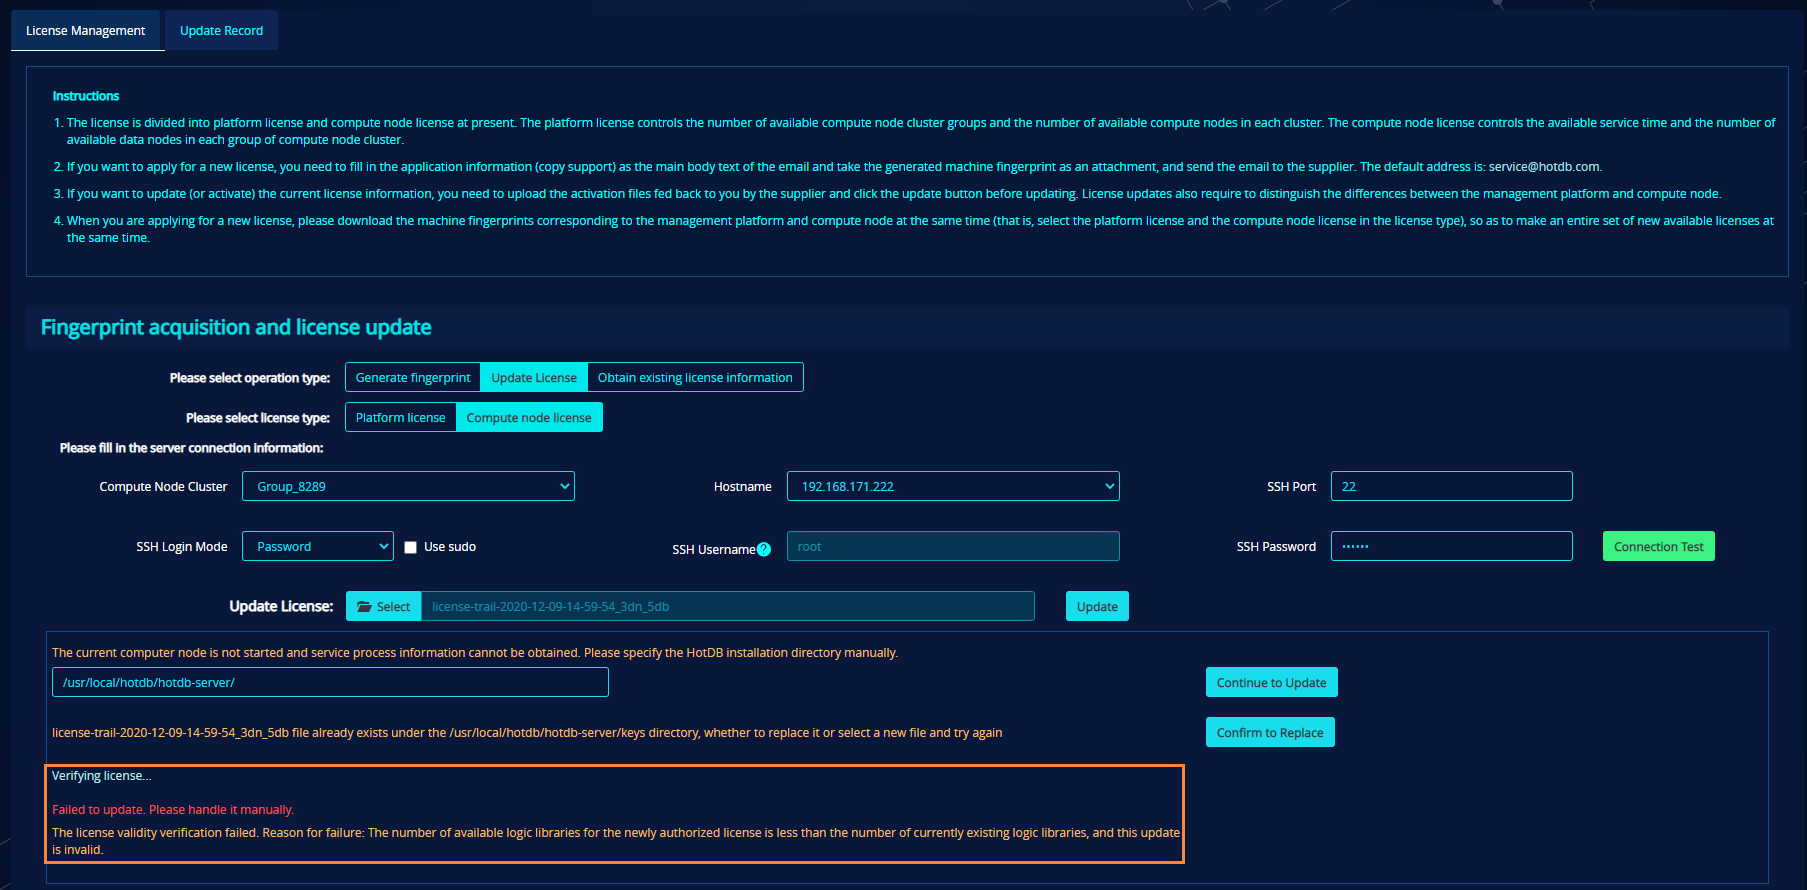 License Management
Update Record
Instructions
1. The license is divided into platform license and compute node license at present. The platform license controls the number of available compute node cluster groups and the number of available compute nodes in each cluster. The compute node license controls the available service time and the number of
available data nodes in each group of compute node cluster.
2. If you want to apply for a new license, you need to fill in the application information (copy support) as the main body text of the email and take the generated machine fingerprint as an attachment, and send the email to the supplier. The default address is: service@hotdb.com.
3. If you want to update (or activate) the current license information, you need to upload the activation files fed back to you by the supplier and click the update button before updating. License updates also require to distinguish the differences between the management platform and compute node.
4. When you are applying for a new license, please download the machine fingerprints corresponding to the management platform and compute node at the same time (that is, select the platform license and the compute node license in the license type), so as to make an entire set of new available licenses at
the same time.
Fingerprint acquisition and license update
Please select operation type: Generate fingerprint Update License Obtain existing license information
Please select license type: Platform license Compute node license
Please fill in the server connection information:
Compute Node Cluster Group_8289 Hostname 192.168.171.222 SSH Port 22
SSH Login Mode Password Use sudo SSH Username ? root SSH Password ······ Connection Test
Update License: Select license-trail-2020-12-09-14-59-54_3dn_5db Update
The current computer node is not started and service process information cannot be obtained. Please specify the HotDB installation directory manually.
/usr/local/hotdb/hotdb-server/ Continue to Update
license-trail-2020-12-09-14-59-54_3dn_5db file already exists under the /usr/local/hotdb/hotdb-server/keys directory, whether to replace it or select a new file and try again Confirm to Replace
Verifying license...
Failed to update. Please handle it manually.
The license validity verification failed. Reason for failure: The number of available logic libraries for the newly authorized license is less than the number of currently existing logic libraries, and this update
is invalid.